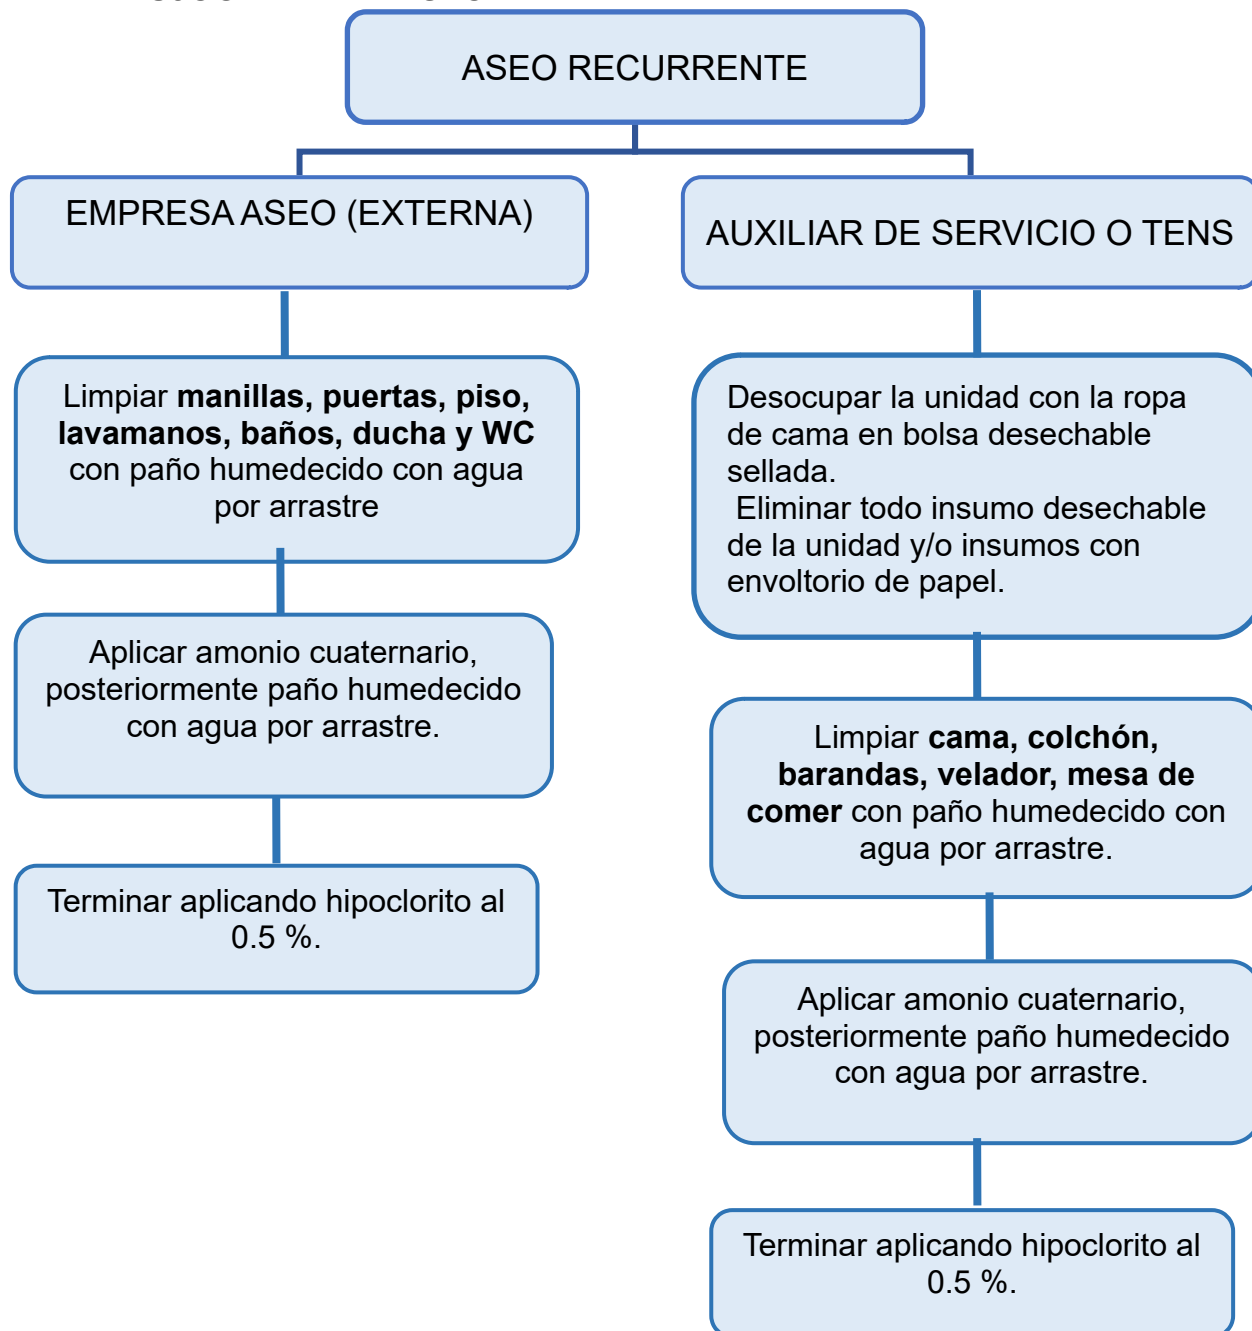 ASEO RECURRENTE
EMPRESA ASEO (EXTERNA)
Limpiar manillas, puertas, piso,
lavamanos, baños, ducha y WC
con paño humedecido con agua
por arrastre
Aplicar amonio cuaternario,
posteriormente paño humedecido
con agua por arrastre.
Terminar aplicando hipoclorito al
0.5 %.
AUXILIAR DE SERVICIO O TENS
Desocupar la unidad con la ropa
de cama en bolsa desechable
sellada.
Eliminar todo insumo desechable
de la unidad y/o insumos con
envoltorio de papel.
Limpiar cama, colchón,
barandas, velador, mesa de
comer con paño humedecido con
agua por arrastre.
Aplicar amonio cuaternario,
posteriormente paño humedecido
con agua por arrastre.
Terminar aplicando hipoclorito al
0.5 %.